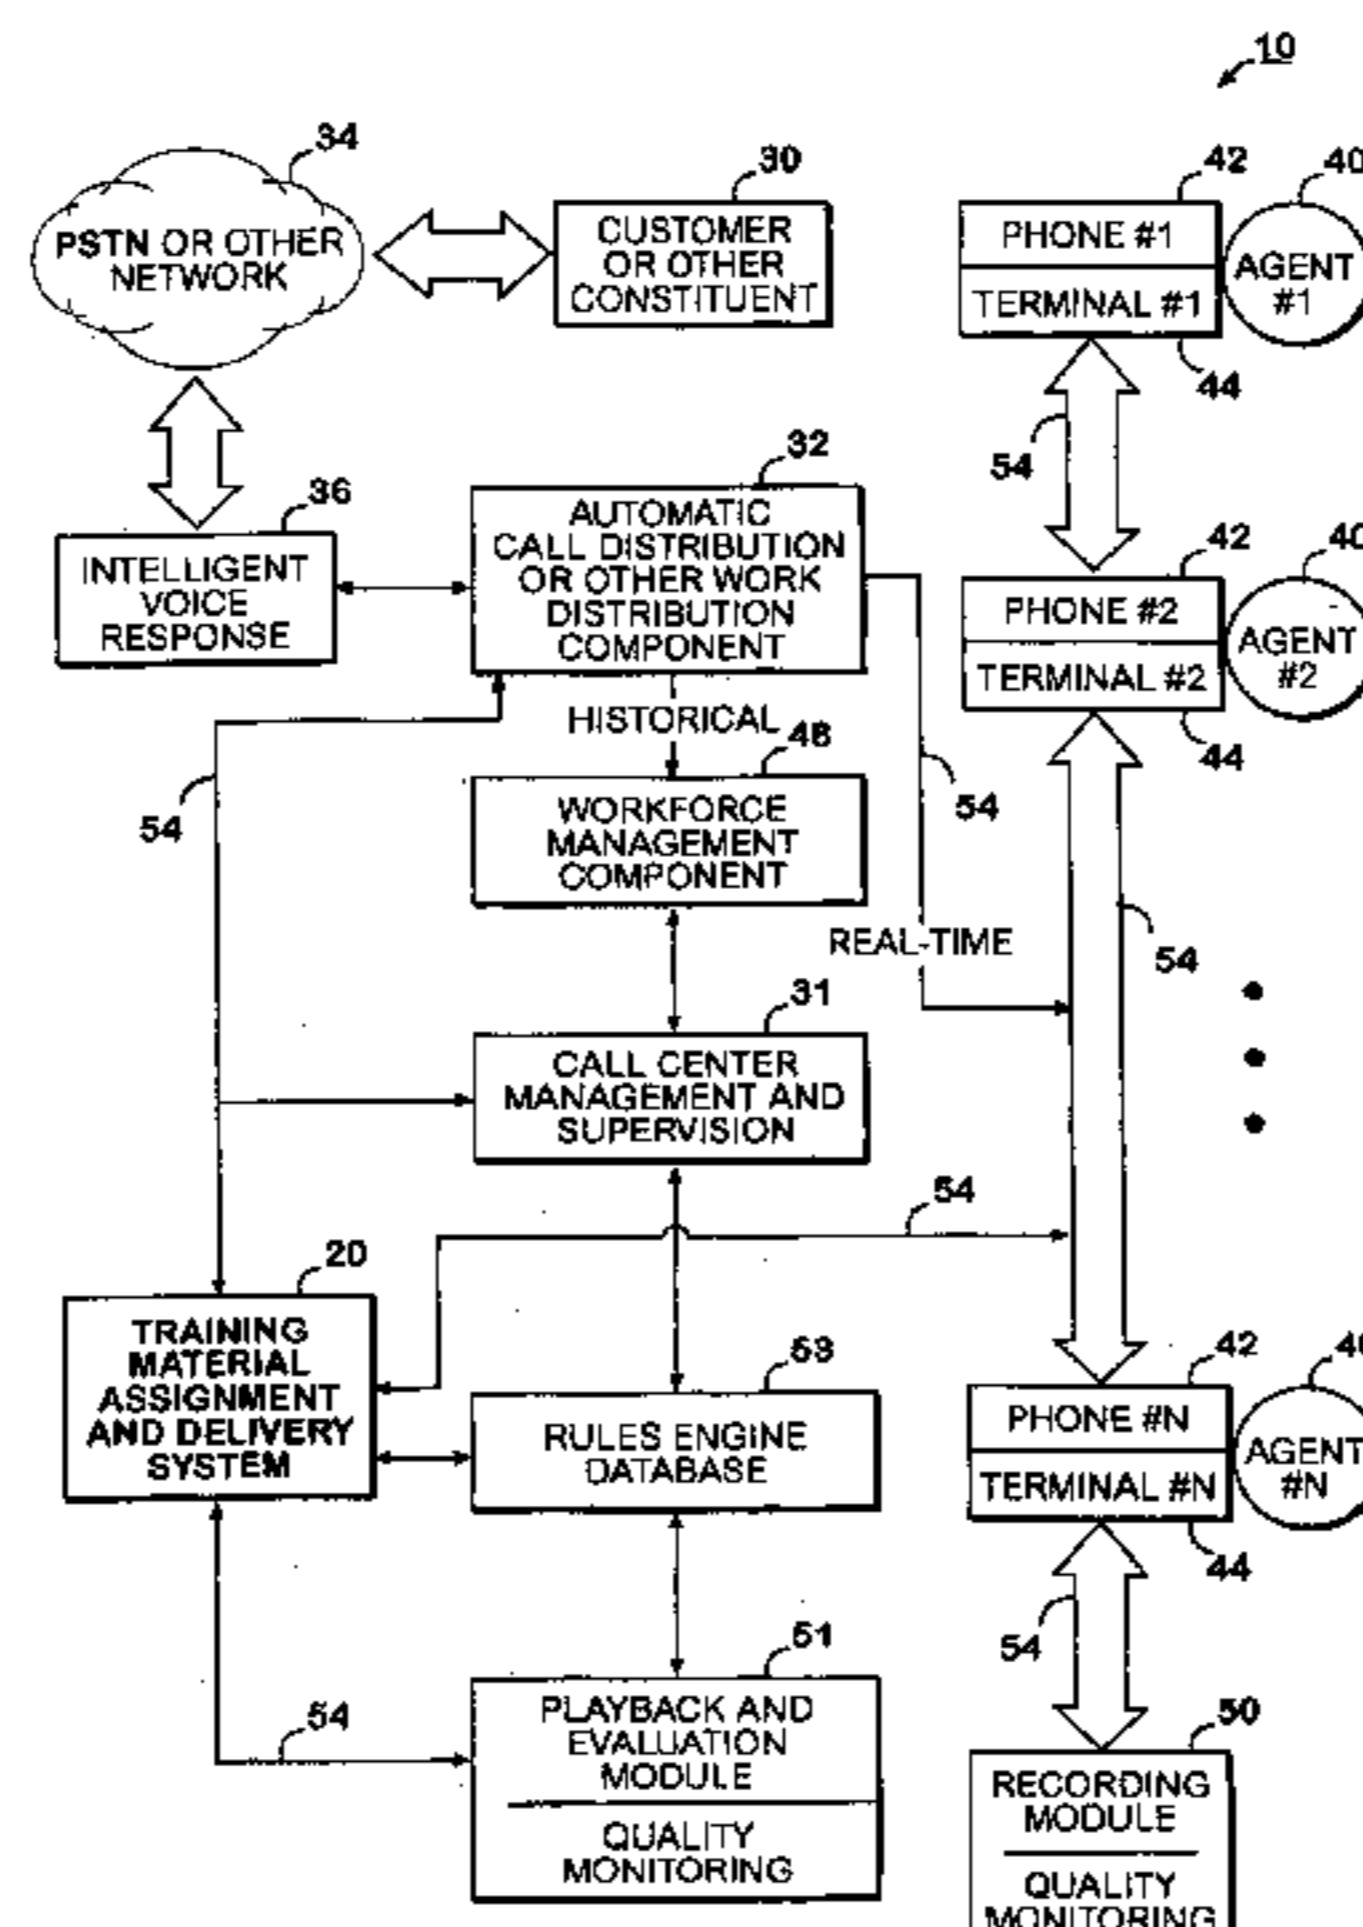 10
34
30
42
40
PSTN OR OTHER
NETWORK
CUSTOMER
OR OTHER
CONSTITUENT
PHONE #1
TERMINAL #1
AGENT
#1
44
54
32
36
INTELLIGENT
VOICE
RESPONSE
AUTOMATIC
CALL DISTRIBUTION
OR OTHER WORK
DISTRIBUTION
COMPONENT
42
40
PHONE #2
TERMINAL #2
AGENT
#2
44
HISTORICAL
48
54
54
WORKFORCE
MANAGEMENT
COMPONENT
REAL-TIME
54
31
CALL CENTER
MANAGEMENT AND
SUPERVISION
54
20
TRAINING
MATERIAL
ASSIGNMENT
AND DELIVERY
SYSTEM
53
RULES ENGINE
DATABASE
42
40
PHONE #N
TERMINAL #N
AGENT
#N
44
54
51
54
PLAYBACK AND
EVALUATION
MODULE
QUALITY
MONITORING
50
RECORDING
MODULE
QUALITY
MONITORING